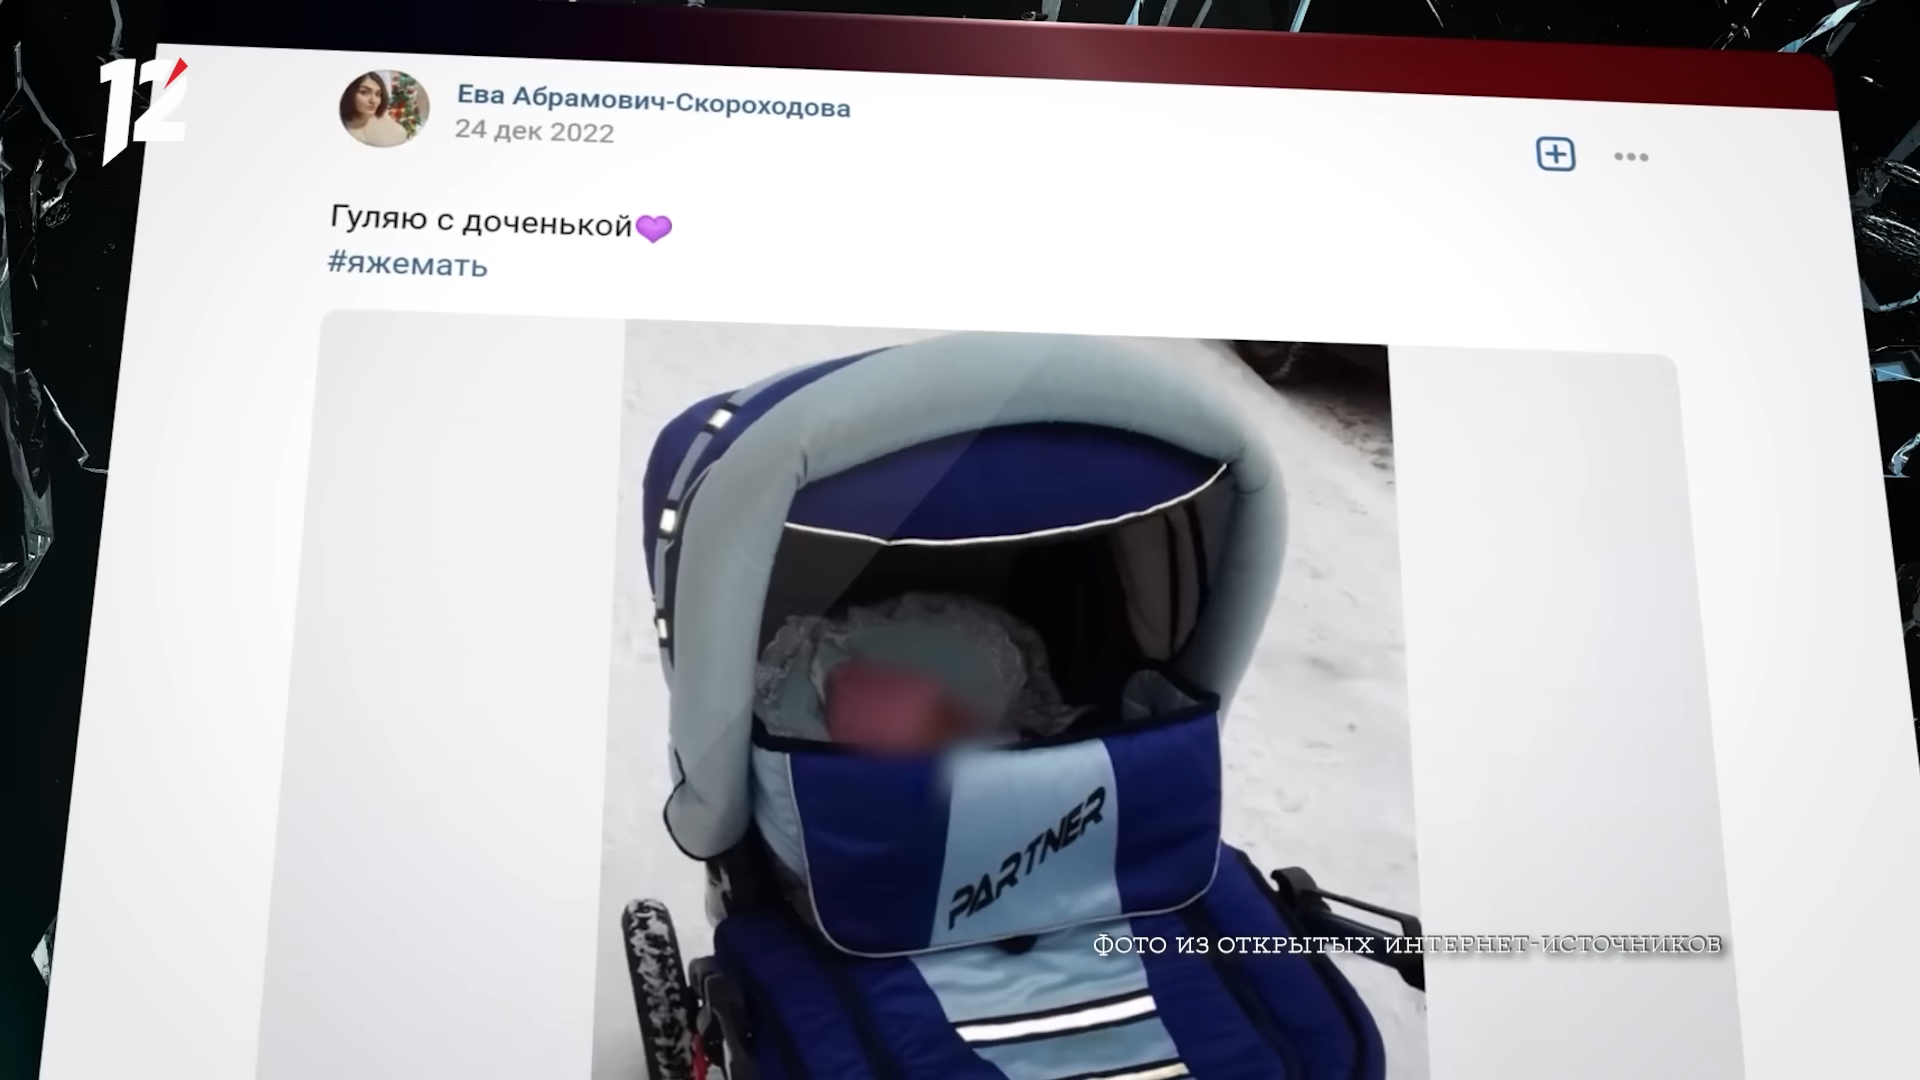 12
Ева Абрамович-Скороходова
24 дек 2022
Гуляю с доченькой💜
#яжемать
PARTNER
ФОТО ИЗ ОТКРЫТЫХ ИНТЕРНЕТ-ИСТОЧНИКОВ